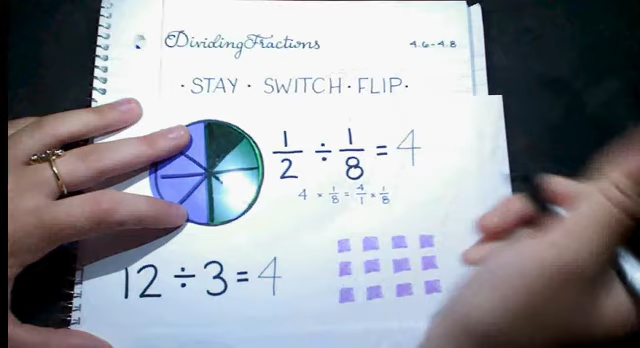 Dividing Fractions 4.6-4.8
· STAY · SWITCH · FLIP ·
1/2 ÷ 1/8 = 4
4 × 1/8 = 4/1 × 1/8
12 ÷ 3 = 4